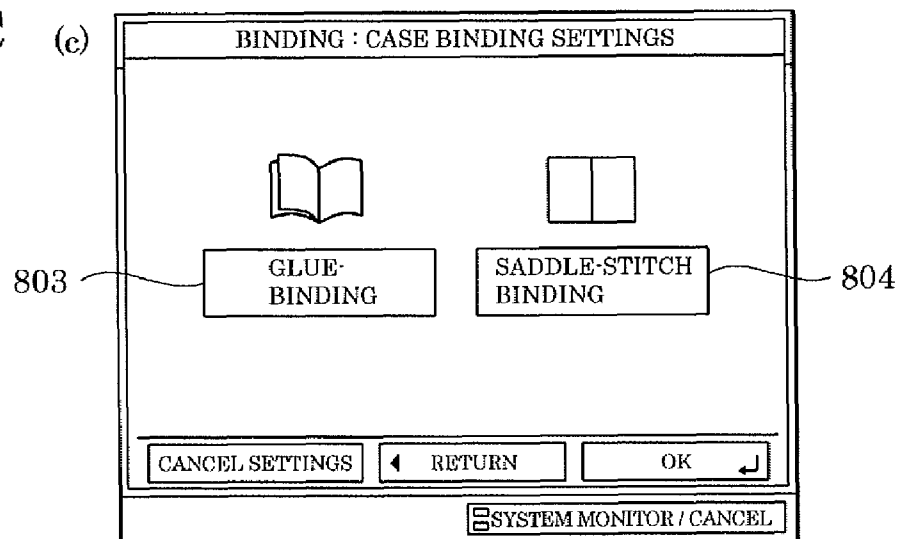 (c)
BINDING : CASE BINDING SETTINGS
803
GLUE-
BINDING
SADDLE-STITCH
BINDING
804
CANCEL SETTINGS
RETURN
OK
SYSTEM MONITOR / CANCEL